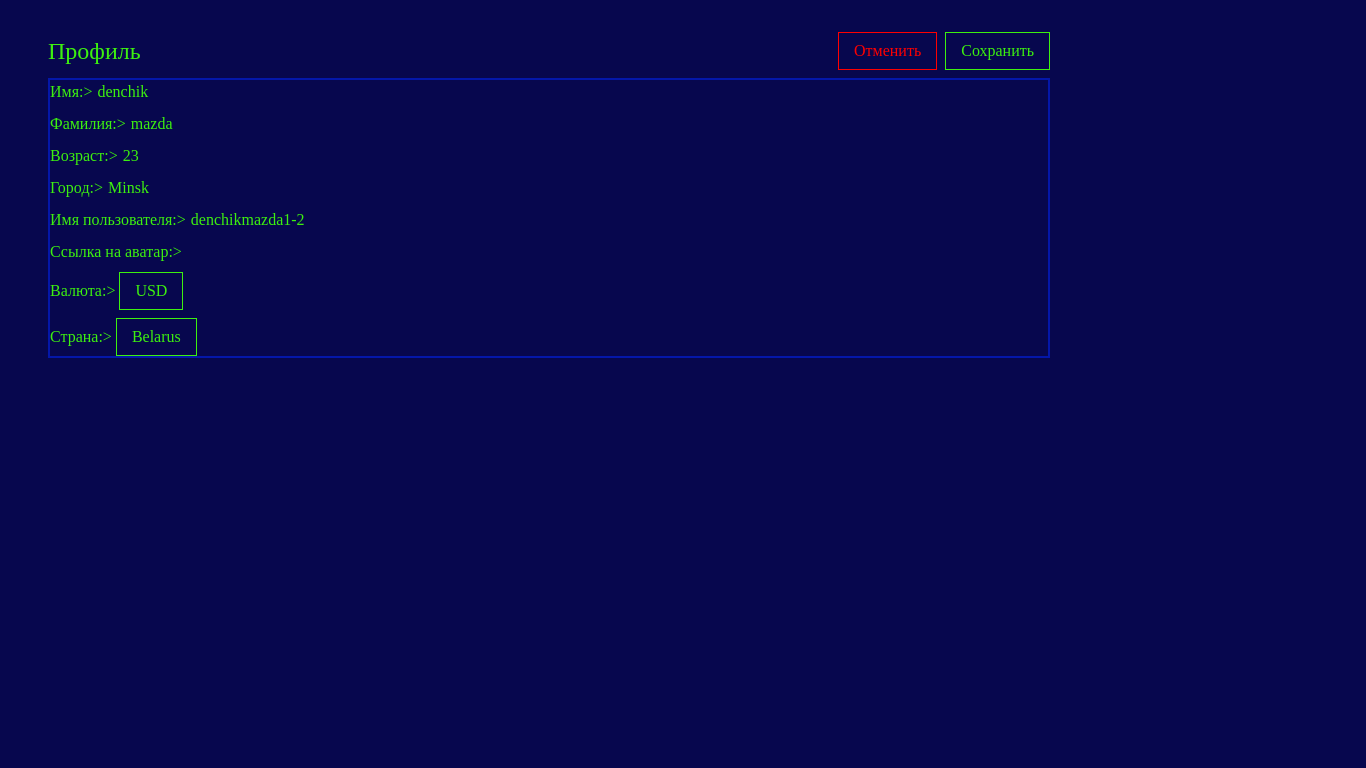 Профиль
Отменить
Сохранить
Имя:> denchik
Фамилия:> mazda
Возраст:> 23
Город:> Minsk
Имя пользователя:> denchikmazda1-2
Ссылка на аватар:>
Валюта:> USD
Страна:> Belarus